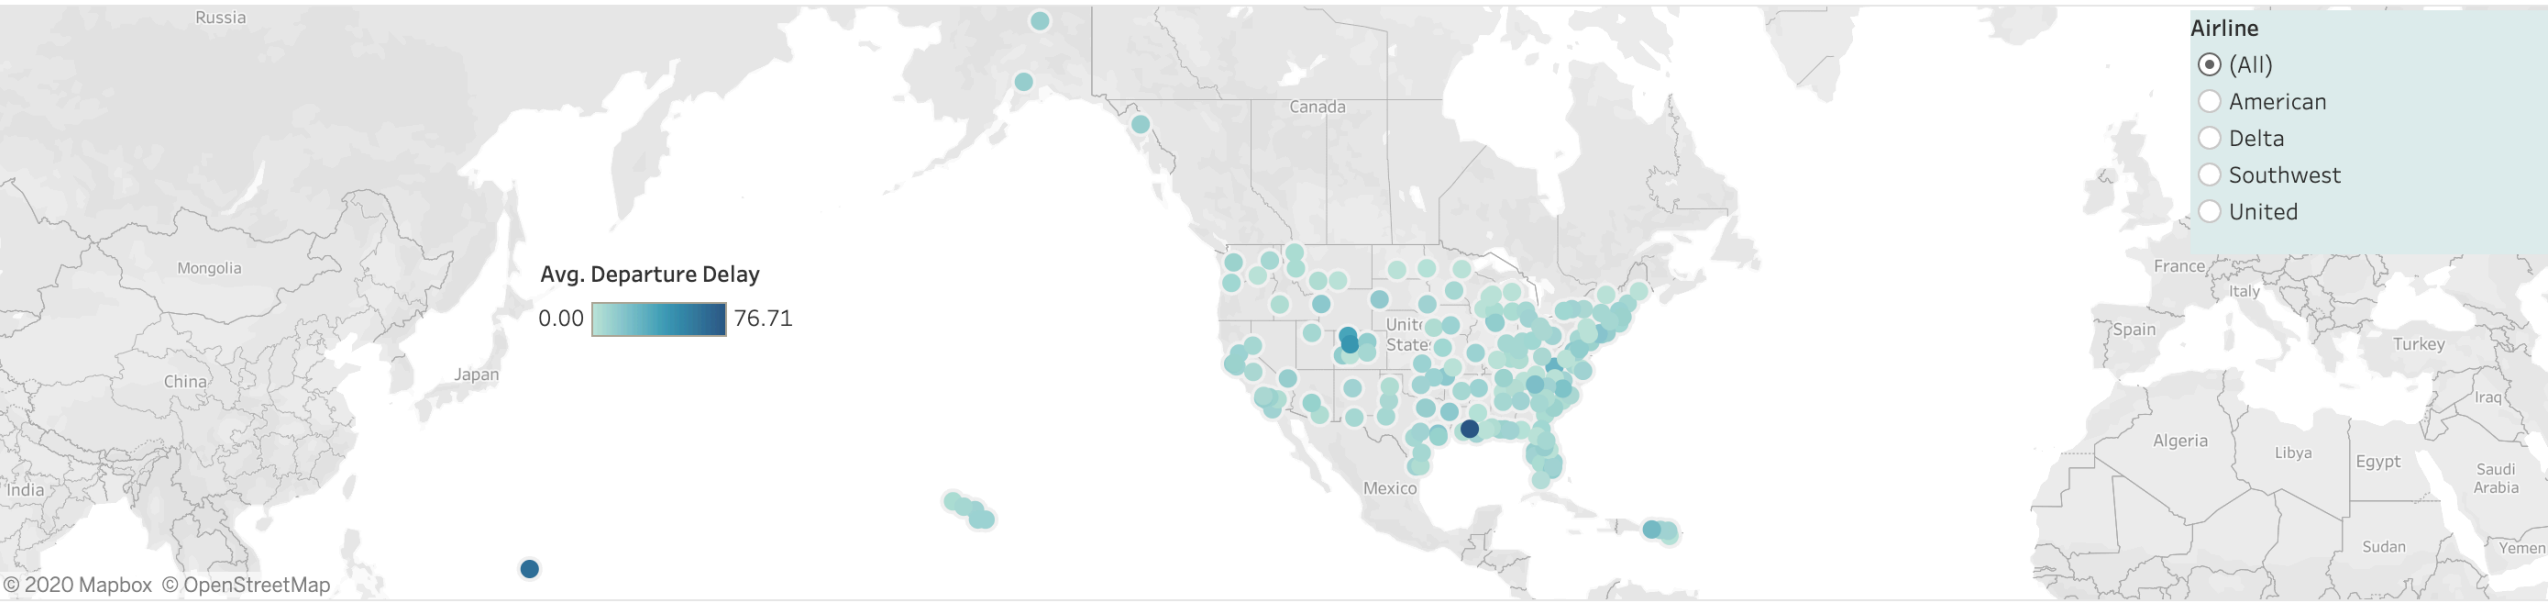 Russia
Canada
Mongolia
China
Japan
India
Avg. Departure Delay
0.00 76.71
Unite
State
Mexico
Airline
(All)
American
Delta
Southwest
United
France
Italy
Spain
Turkey
Iraq
Algeria
Libya
Egypt
Saudi
Arabia
Sudan
Yemen
© 2020 Mapbox © OpenStreetMap